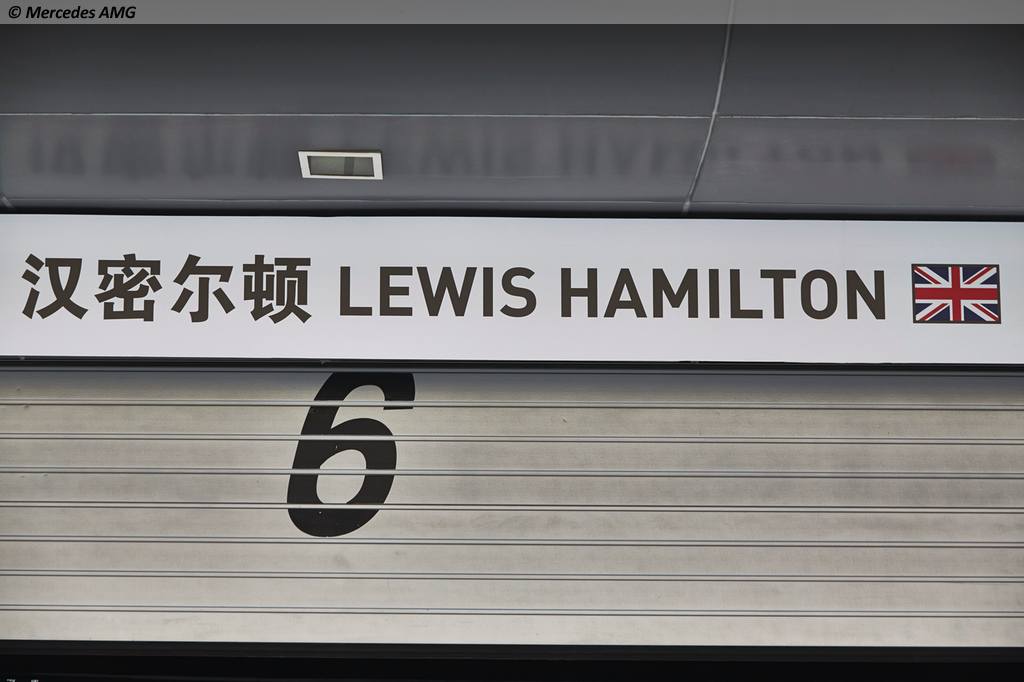 © Mercedes AMG
汉密尔顿 LEWIS HAMILTON
6